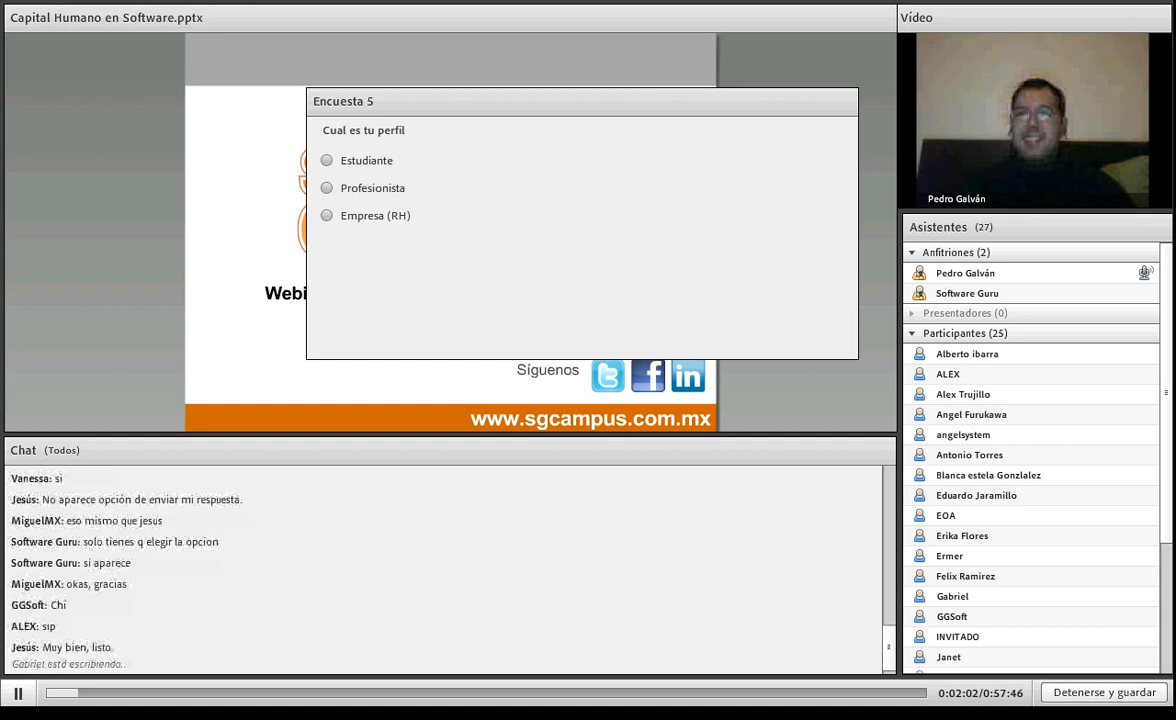 Capital Humano en Software.pptx
Encuesta 5
Cual es tu perfil
Estudiante
Profesionista
Empresa (RH)
Webi
Síguenos
www.sgcampus.com.mx
Vídeo
Pedro Galván
Asistentes (27)
Anfitriones (2)
Pedro Galván
Software Guru
Presentadores (0)
Participantes (25)
Alberto ibarra
ALEX
Alex Trujillo
Angel Furukawa
angelsystem
Antonio Torres
Blanca estela Gonzlalez
Eduardo Jaramillo
EOA
Erika Flores
Ermer
Felix Ramirez
Gabriel
GGSoft
INVITADO
Janet
Chat (Todos)
Vanessa: si
Jesús: No aparece opción de enviar mi respuesta.
MiguelMX: eso mismo que jesus
Software Guru: solo tienes q elegir la opcion
Software Guru: si aparece
MiguelMX: okas, gracias
GGSoft: Chi
ALEX: sip
Jesús: Muy bien, listo.
Gabriel está escribiendo..
0:02:02/0:57:46
Detenerse y guardar